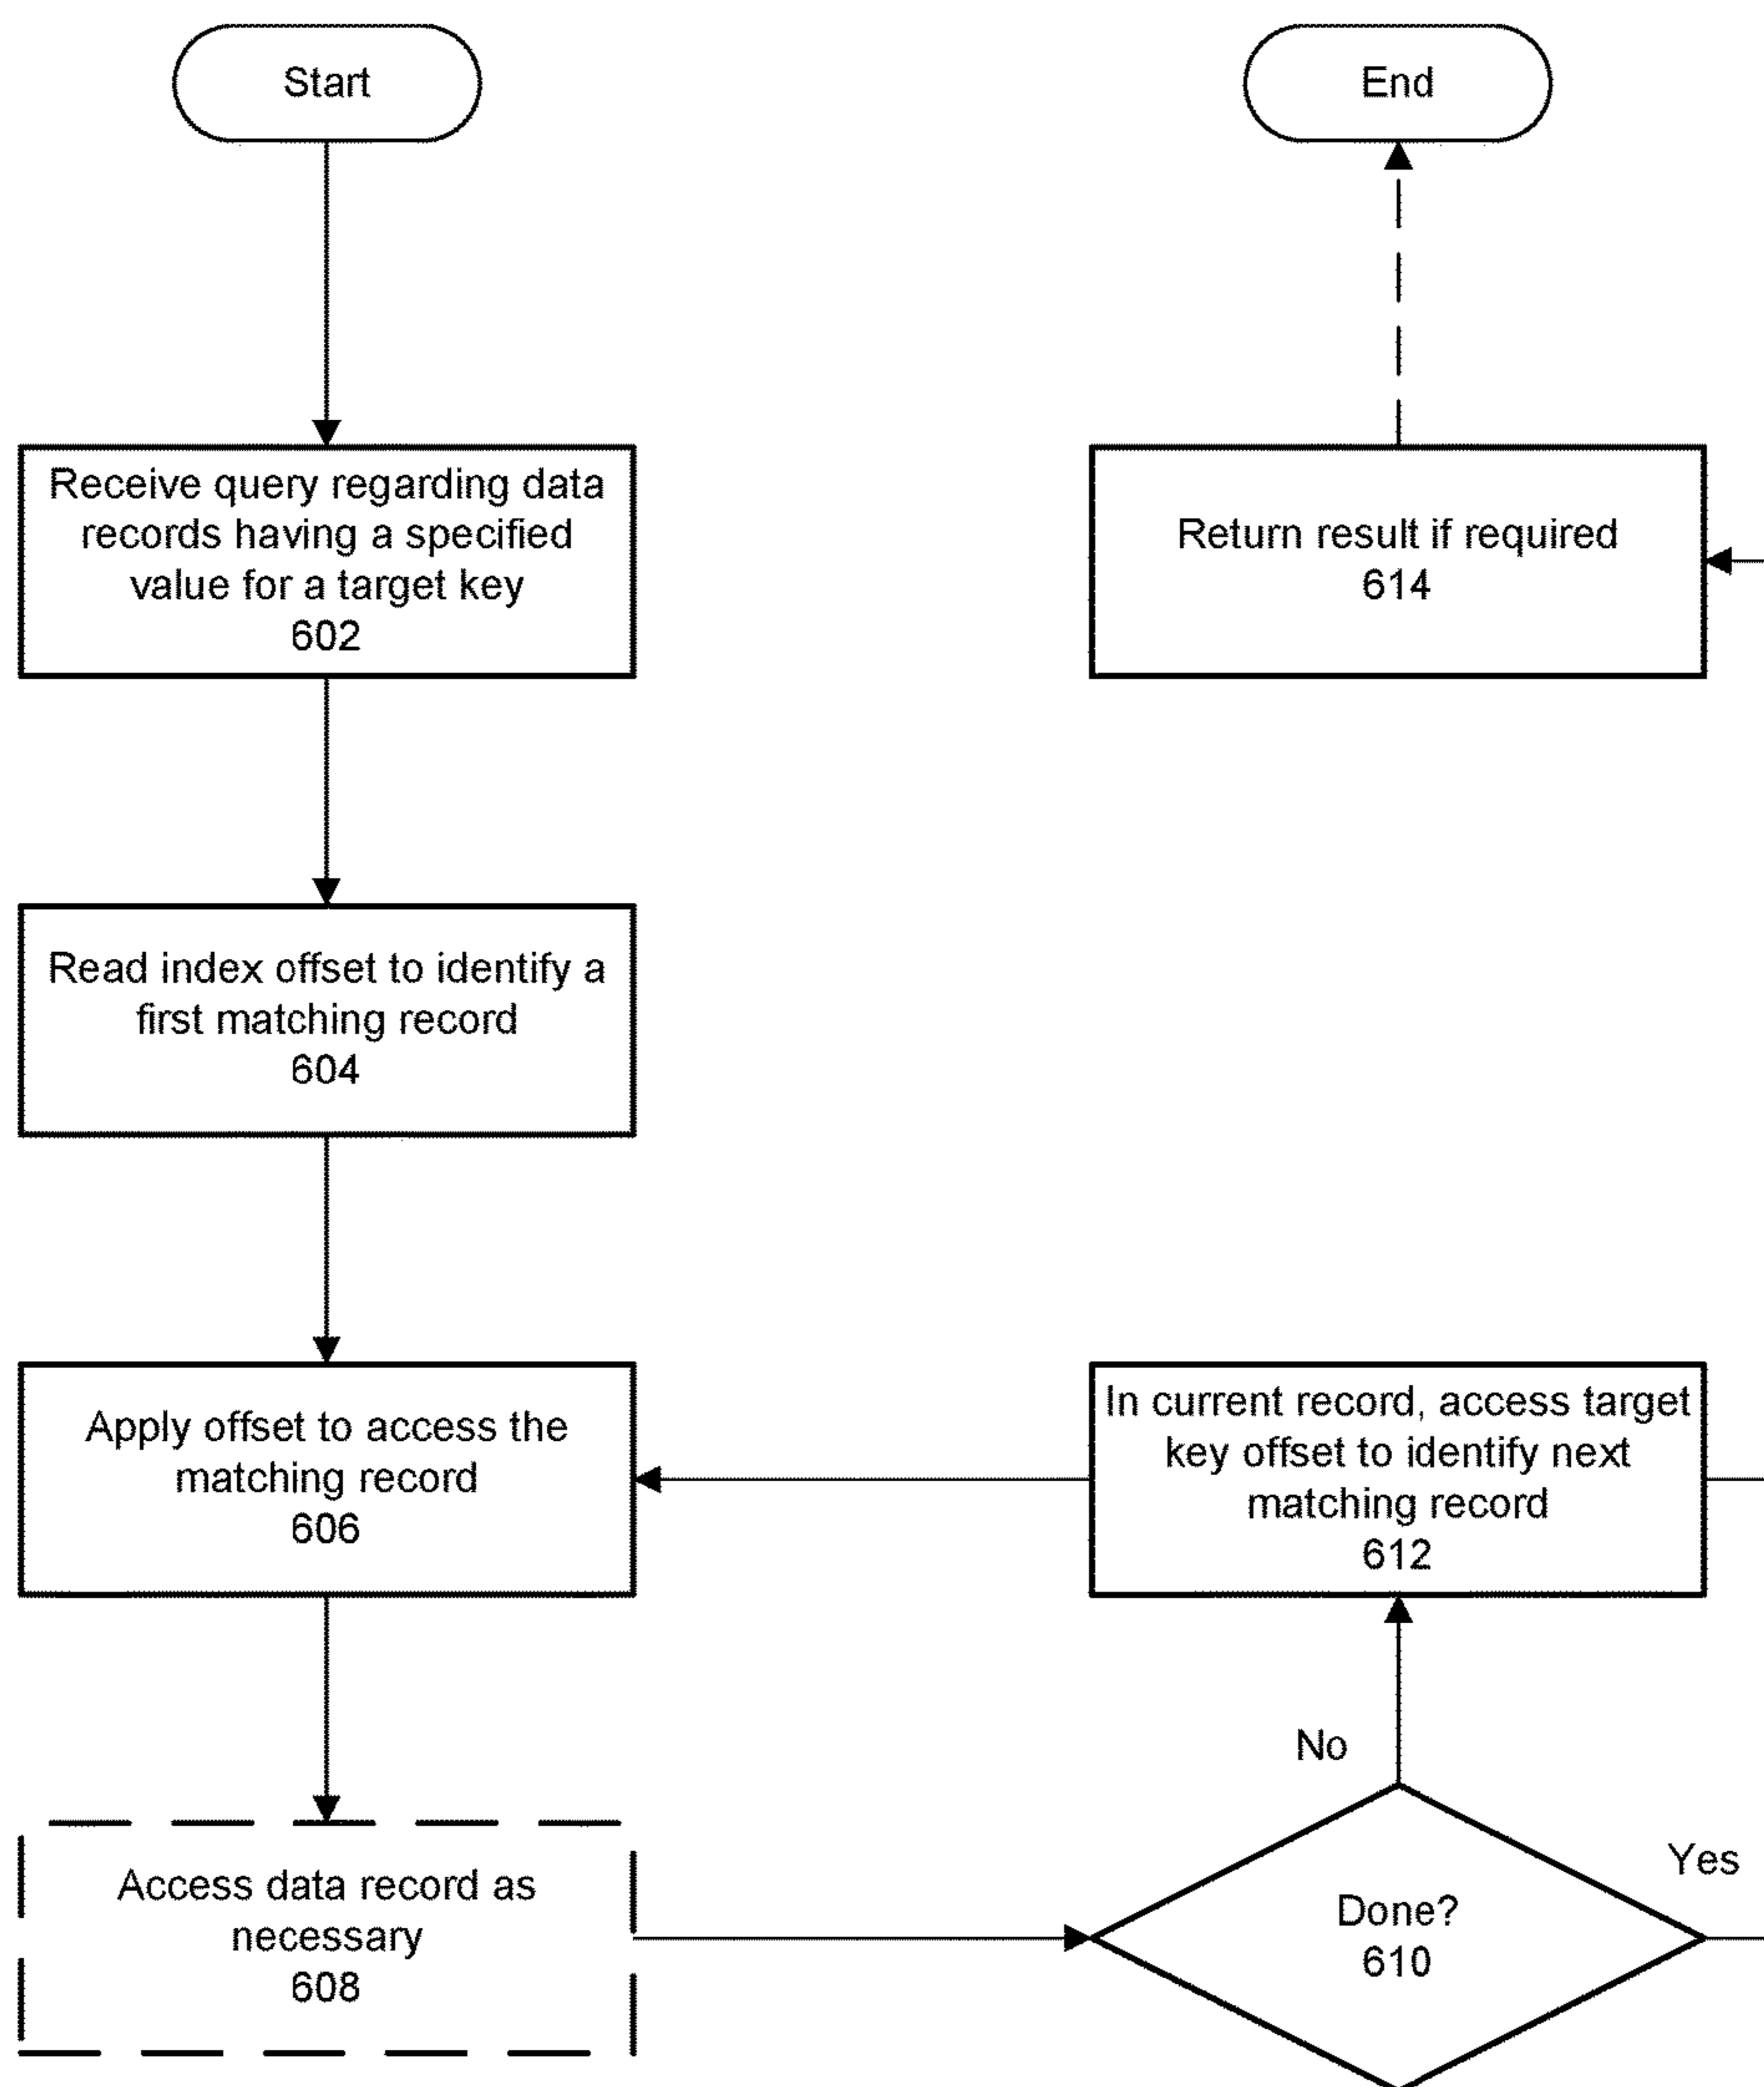 Start
Receive query regarding data
records having a specified
value for a target key
602
Read index offset to identify a
first matching record
604
Apply offset to access the
matching record
606
Access data record as
necessary
608
Done?
610
No
Yes
In current record, access target
key offset to identify next
matching record
612
Return result if required
614
End